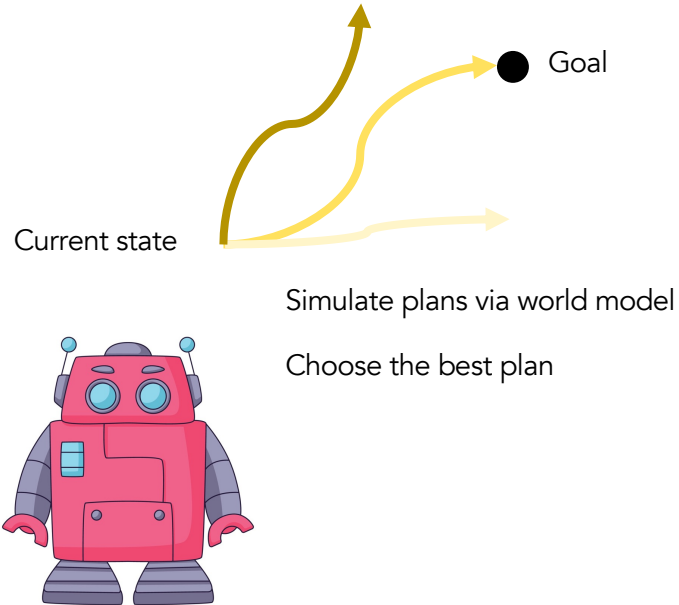 Goal
Current state
Simulate plans via world model
Choose the best plan